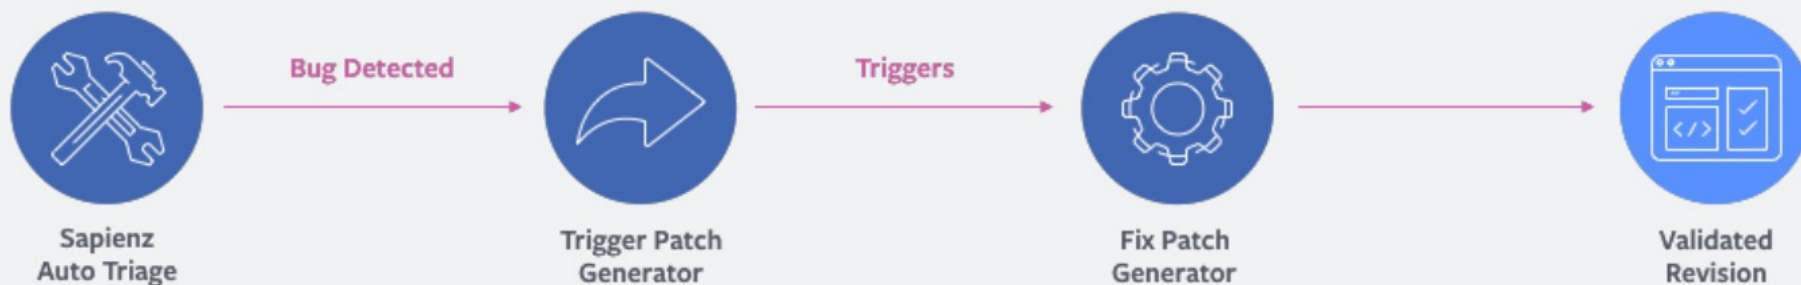 Bug Detected
Triggers
</>
Sapienz
Auto Triage
Trigger Patch
Generator
Fix Patch
Generator
Validated
Revision